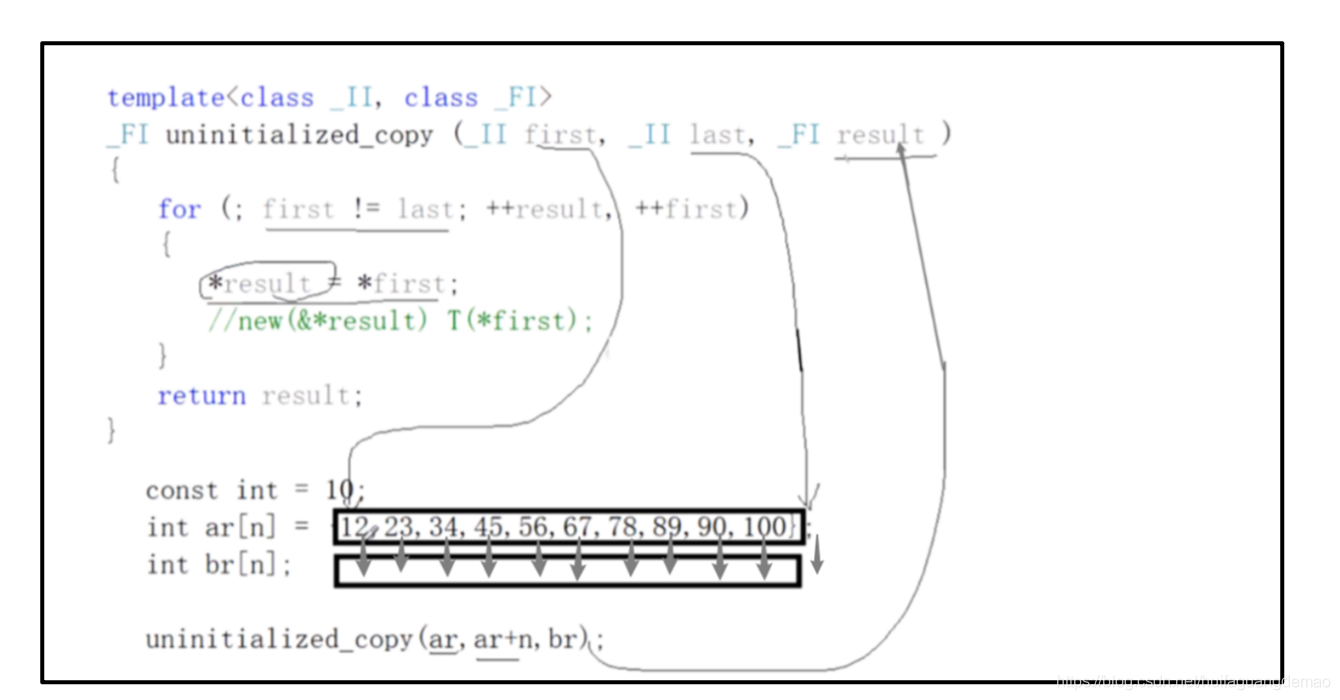 template<class _II, class _FI>
_FI uninitialized_copy (_II first, _II last, _FI result )
{
for (; first != last; ++result, ++first)
{
*result = *first;
//new(&*result) T(*first);
}
return result;
}
const int = 10;
int ar[n] = {12, 23, 34, 45, 56, 67, 78, 89, 90, 100};
int br[n];
uninitialized_copy(ar, ar+n, br);
https://blog.csdn.net/huifaguangdemao